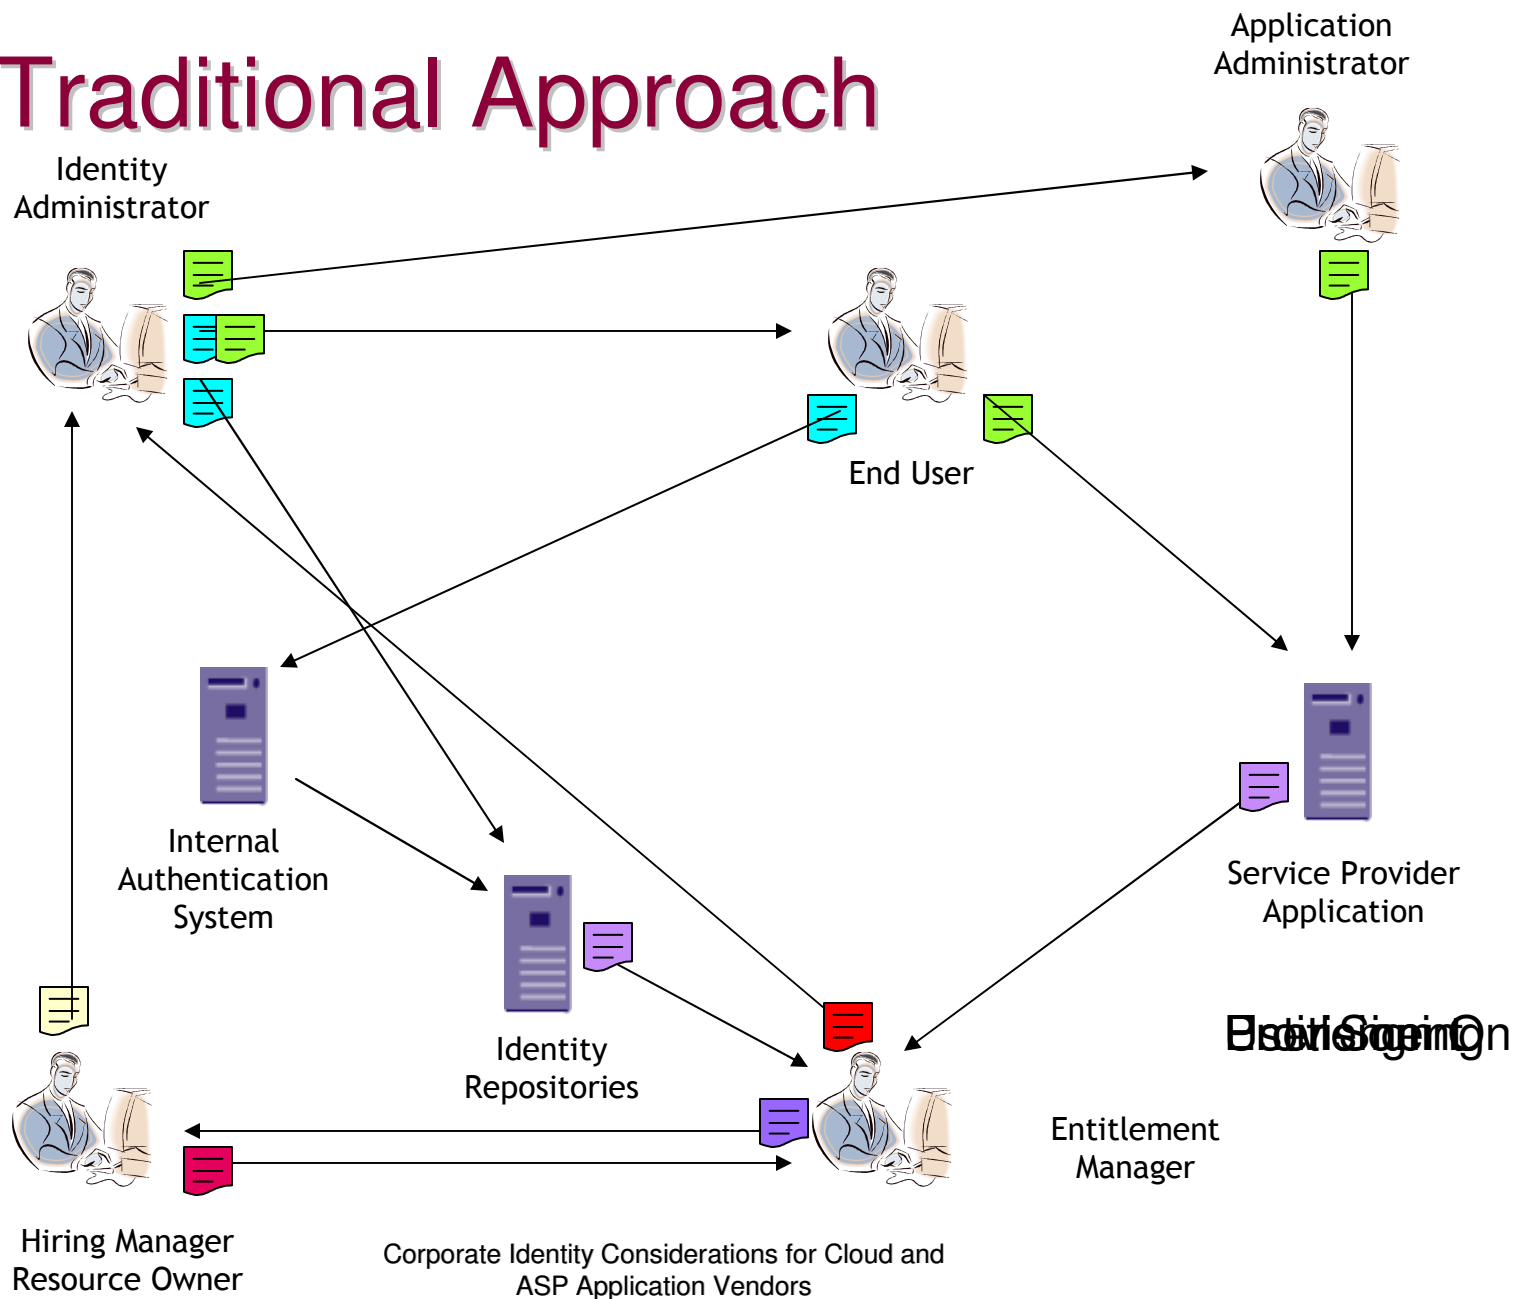 Application
Administrator
Traditional Approach
Identity
Administrator
End User
Internal
Authentication
System
Service Provider
Application
Identity
Repositories
Entitlement
Manager
Hiring Manager
Resource Owner
Corporate Identity Considerations for Cloud and
ASP Application Vendors